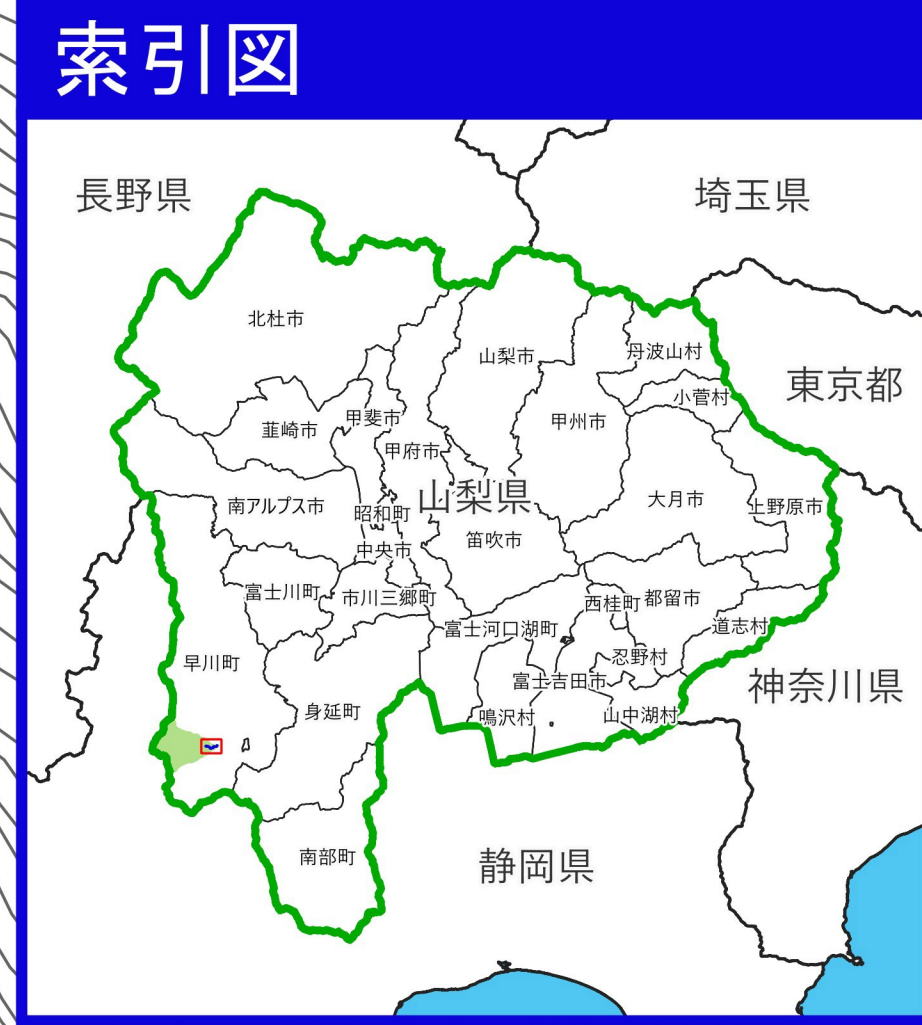 索引図
長野県
埼玉県
北杜市
山梨市
丹波山村
東京都
小菅村
韮崎市
甲斐市
甲州市
甲府市
南アルプス市
昭和町
山梨県
大月市
上野原市
中央市
笛吹市
富士川町
市川三郷町
西桂町
都留市
富士河口湖町
道志村
早川町
忍野村
富士吉田市
神奈川県
身延町
鳴沢村
山中湖村
南部町
静岡県